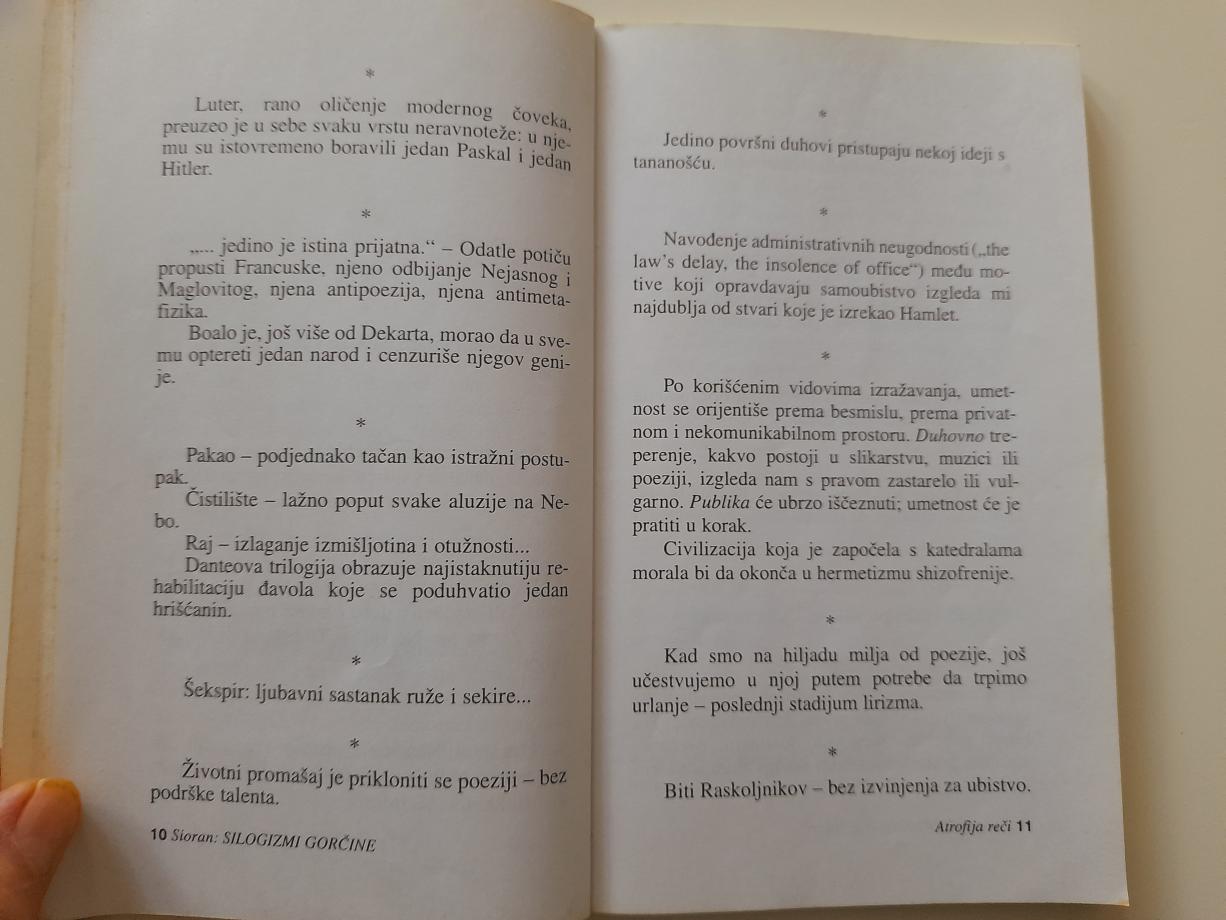 *
Luter, rano oličenje modernog čoveka,
preuzeo je u sebe svaku vrstu neravnoteže: u nje-
mu su istovremeno boravili jedan Paskal i jedan
Hitler.
*
„... jedino je istina prijatna.“ – Odatle potiču
propusti Francuske, njeno odbijanje Nejasnog i
Maglovitog, njena antipoezija, njena antimeta-
fizika.
Boalo je, još više od Dekarta, morao da u sve-
mu optereti jedan narod i cenzuriše njegov geni-
je.
*
Pakao – podjednako tačan kao istražni postu-
pak.
Čistilište – lažno poput svake aluzije na Ne-
bo.
Raj – izlaganje izmišljotina i otužnosti...
Danteova trilogija obrazuje najistaknutiju re-
habilitaciju đavola koje se poduhvatio jedan
hrišćanin.
*
Šekspir: ljubavni sastanak ruže i sekire...
*
Životni promašaj je prikloniti se poeziji – bez
podrške talenta.
10 Sioran: SILOGIZMI GORČINE
*
Jedino površni duhovi pristupaju nekoj ideji s
tananošću.
*
Navođenje administrativnih neugodnosti („the
law's delay, the insolence of office“) među mo-
tive koji opravdavaju samoubistvo izgleda mi
najdublja od stvari koje je izrekao Hamlet.
*
Po korišćenim vidovima izražavanja, umet-
nost se orijentiše prema besmislu, prema privat-
nom i nekomunikabilnom prostoru. Duhovno tre-
perenje, kakvo postoji u slikarstvu, muzici ili
poeziji, izgleda nam s pravom zastarelo ili vul-
garno. Publika će ubrzo iščeznuti; umetnost će je
pratiti u korak.
Civilizacija koja je započela s katedralama
morala bi da okonča u hermetizmu shizofrenije.
*
Kad smo na hiljadu milja od poezije, još
učestvujemo u njoj putem potrebe da trpimo
urlanje – poslednji stadijum lirizma.
*
Biti Raskoljnikov – bez izvinjenja za ubistvo.
Atrofija reči 11